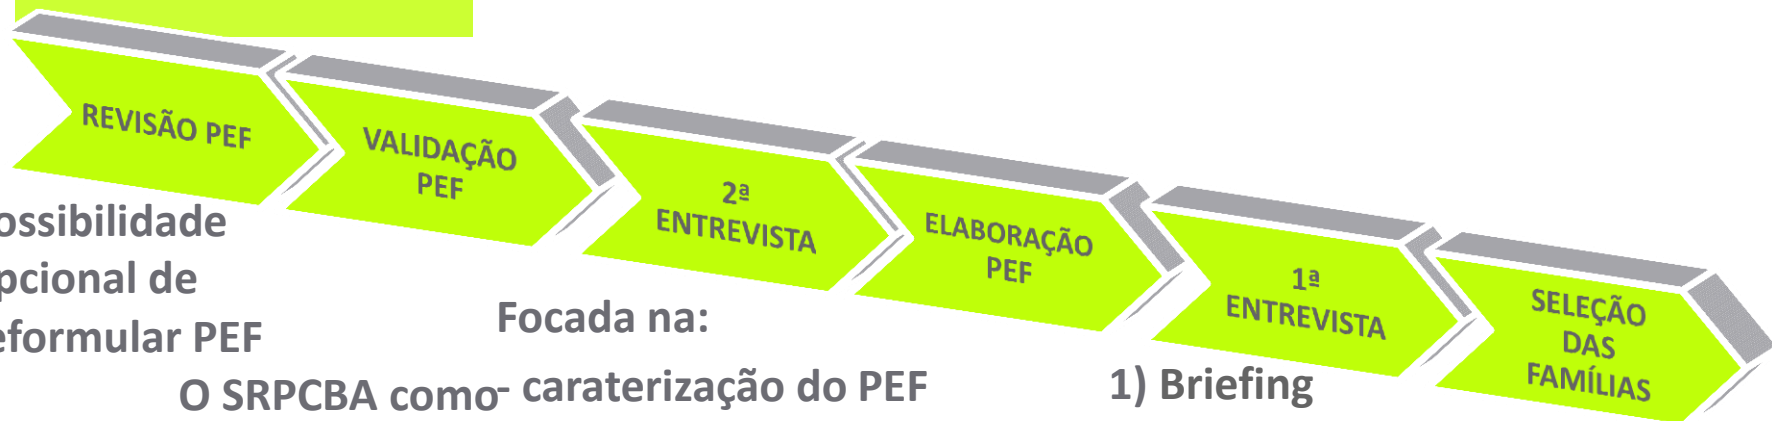 REVISÃO PEF
VALIDAÇÃO
PEF
2ª
ENTREVISTA
ELABORAÇÃO
PEF
1ª
ENTREVISTA
SELEÇÃO
DAS
FAMÍLIAS
ossibilidade
pcional de
eformular PEF
O SRPCBA como
Focada na:
- caraterização do PEF
1) Briefing